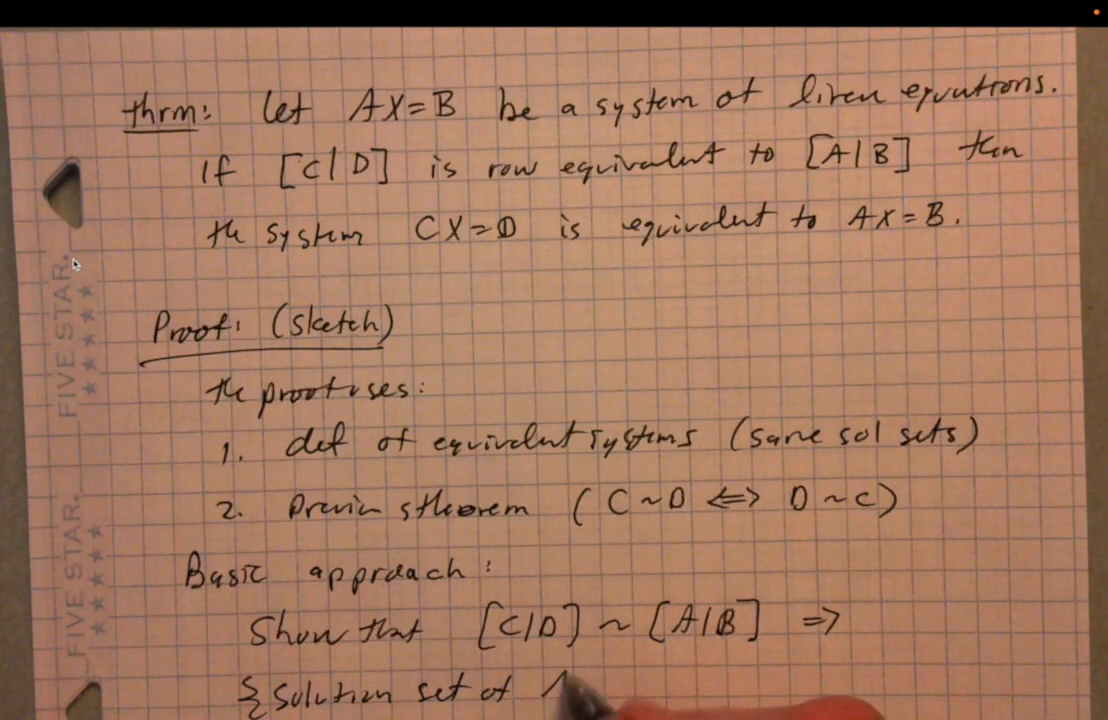 thrm: Let AX=B be a system of linear equations.
If [C|D] is row equivalent to [A|B] then
the system CX=D is equivalent to AX=B.
Proof: (Sketch)
the proof uses:
1. def of equivalent systems (same sol sets)
2. Previous theorem (C~D <=> D~C)
Basic approach:
Show that [C|D] ~ [A|B] =>
{Solution set of A
FIVE STAR.
FIVE STAR.